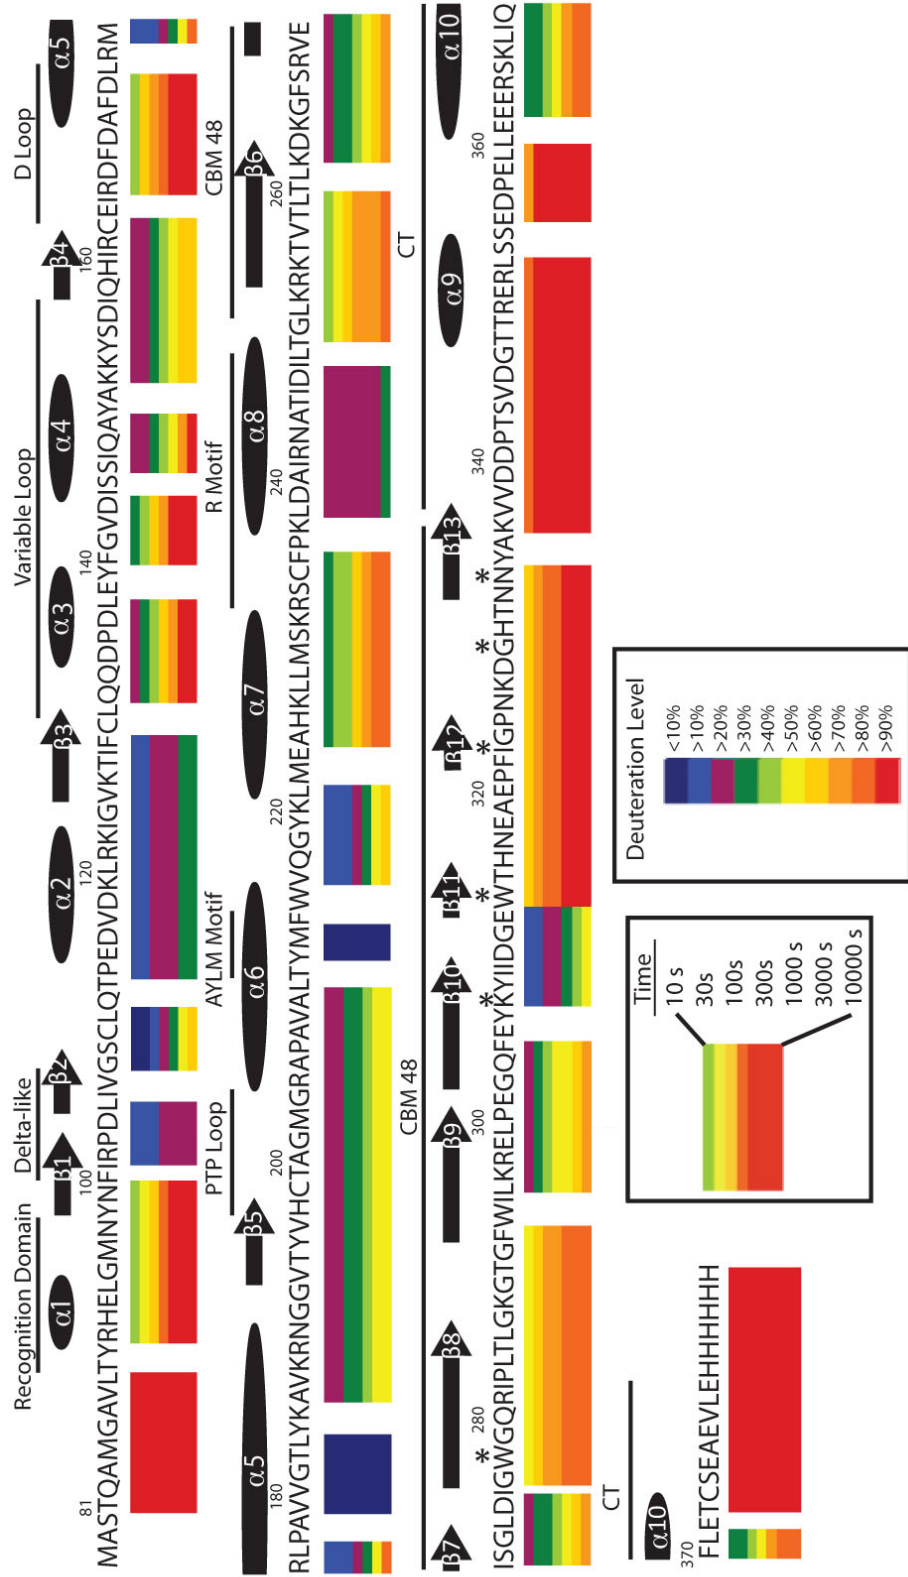 Recognition Domain Delta-like Variable Loop D Loop
α1 β1 β2 α2 β3 α3 α4 β4 α5
81 100 120 140 160
MASTQAMGAVLTYRHELGMNYNFIRPDLIVGSCLQTPEDVDKLRKIGVKTIFCLQQDPDLEYFGVDISSIQAYAKKYSDIQHIRCEIRDFDAFDLRM
PTP Loop AYLM Motif R Motif CBM 48
α5 β5 α6 α7 α8 β6
180 200 220 240 260
RLPAVVGTLYKAVKRNGGVTYVHCTAGMGRAPAVALTYMFWVQGYKLMEAHKLLMSKRSCFPKLDAIRNATIDILTGLKRKTVTLTLKDKGFSRVE
CBM 48 CT
β7 β8 β9 β10 β11 β12 β13 α9 α10
* 280 300 * * 320 * * * 340 360
ISGLDIGWGQRIPLTLGKGTGFWILKRELPEGQFEYKYIIDGEWTHNEAEPFIGPNKDGHTNNYAKVVDDPTSVDGTTRERLSSEDPELLEEERSKLIQ
CT
α10
370
FLETCSEAEVLEHHHHHH
Time
10 s
30s
100s
300s
1000 s
3000 s
10000 s
Deuteration Level
<10%
>10%
>20%
>30%
>40%
>50%
>60%
>70%
>80%
>90%